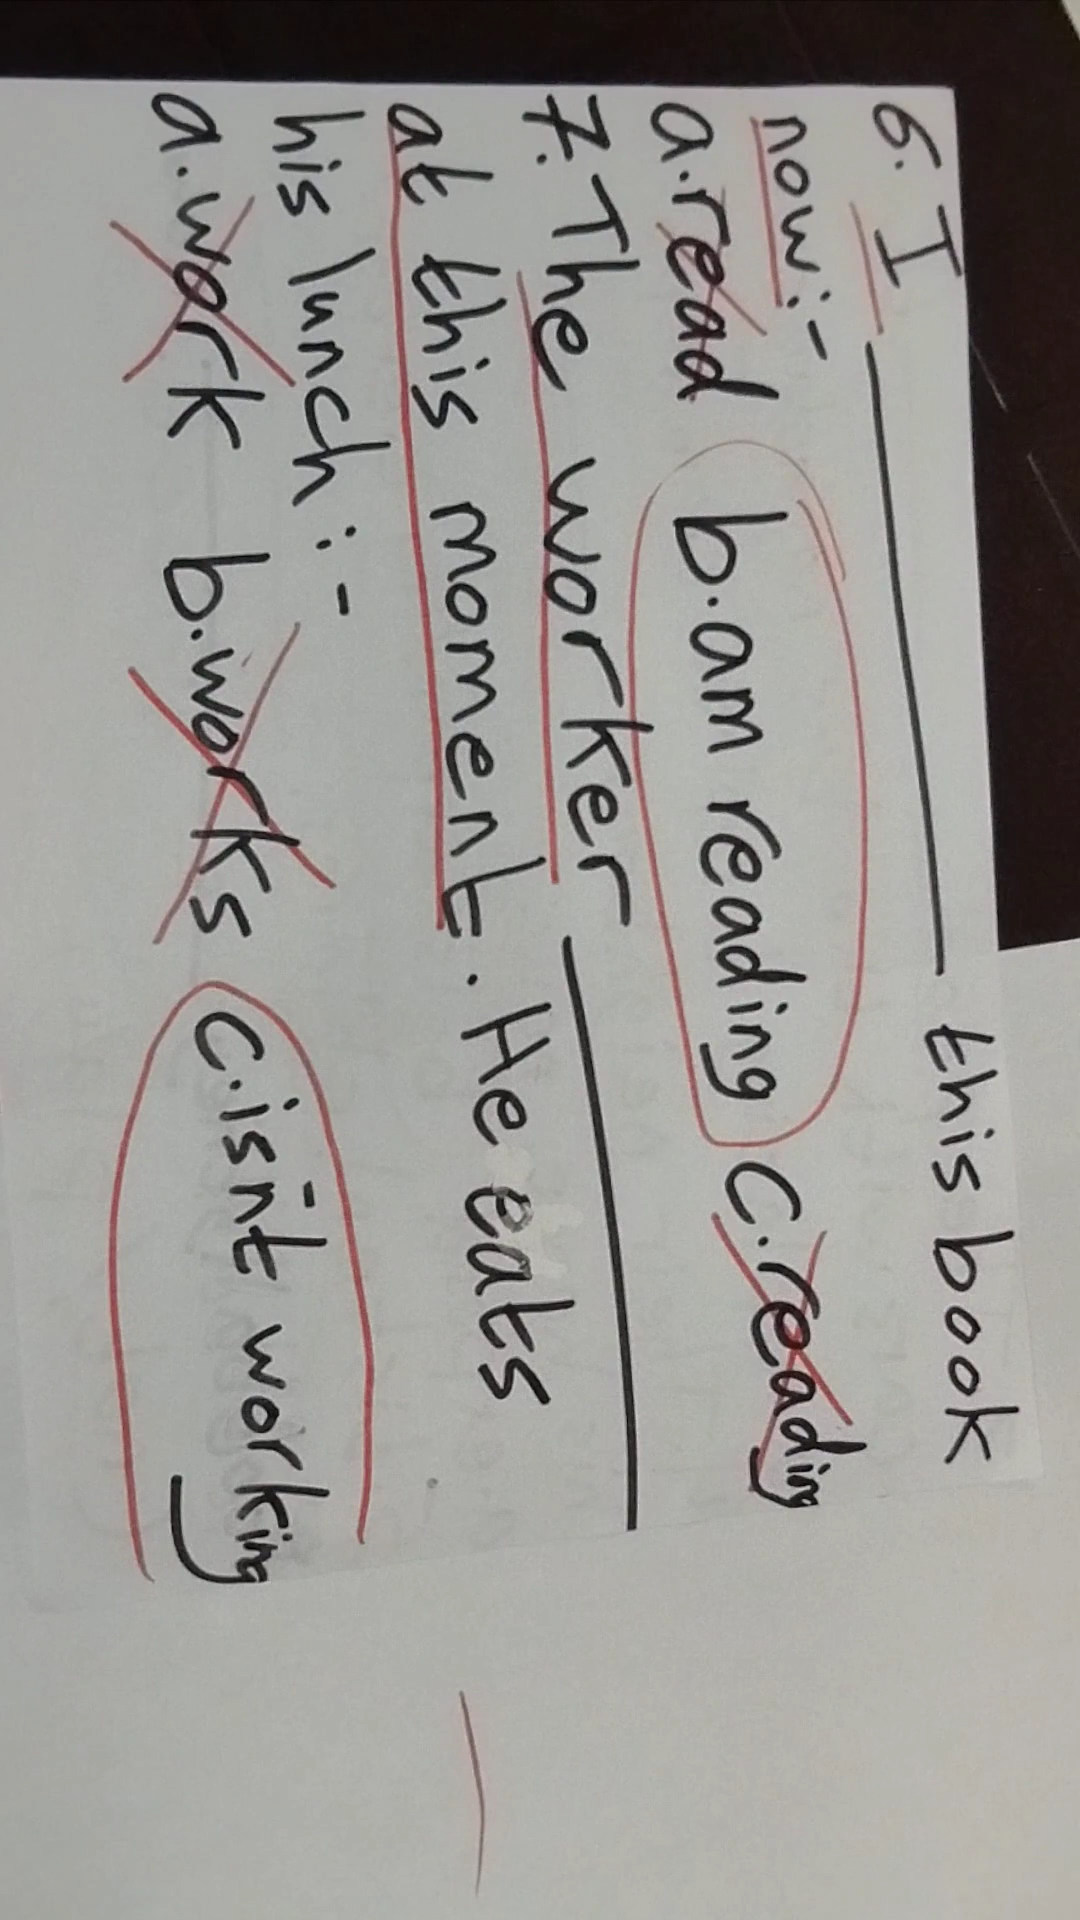 6. I ________ this book
now:-
a.read b.am reading c.reading
7. The worker ________
at this moment. He eats
his lunch:-
a.work b.works c.isn't working